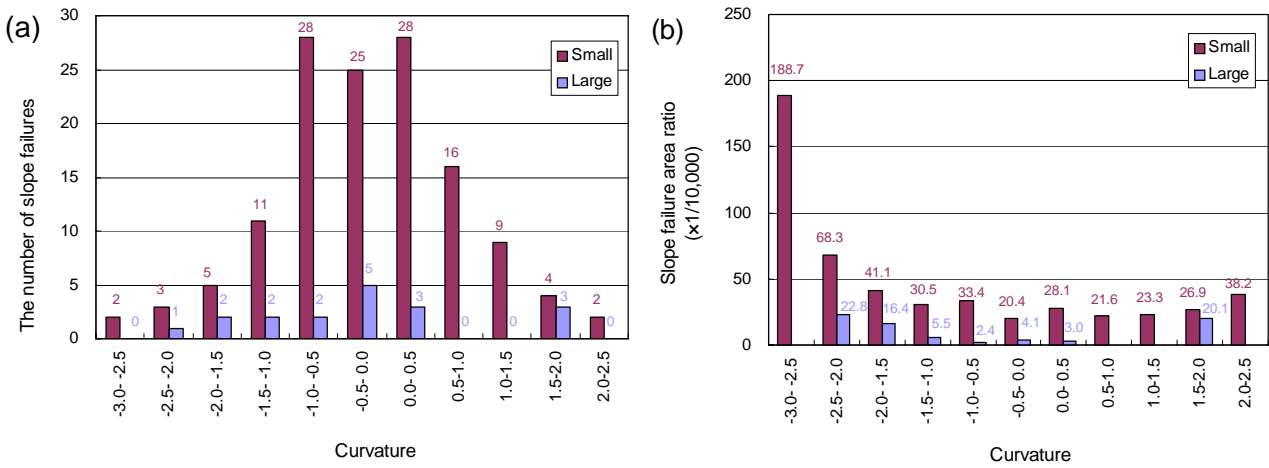 (a)
The number of slope failures
30
25
20
15
10
5
0
Small
Large
2 3 5 11 28 25 28 16 9 4 2
0 1 2 2 2 5 3 0 0 3 0
-3.0- -2.5
-2.5- -2.0
-2.0- -1.5
-1.5- -1.0
-1.0- -0.5
-0.5- 0.0
0.0- 0.5
0.5-1.0
1.0-1.5
1.5-2.0
2.0-2.5
Curvature
(b)
Slope failure area ratio
(×1/10,000)
250
200
150
100
50
0
Small
Large
188.7 68.3 41.1 30.5 33.4 20.4 28.1 21.6 23.3 26.9 38.2
22.8 16.4 5.5 2.4 4.1 3.0 20.1
-3.0- -2.5
-2.5- -2.0
-2.0- -1.5
-1.5- -1.0
-1.0- -0.5
-0.5- 0.0
0.0- 0.5
0.5-1.0
1.0-1.5
1.5-2.0
2.0-2.5
Curvature